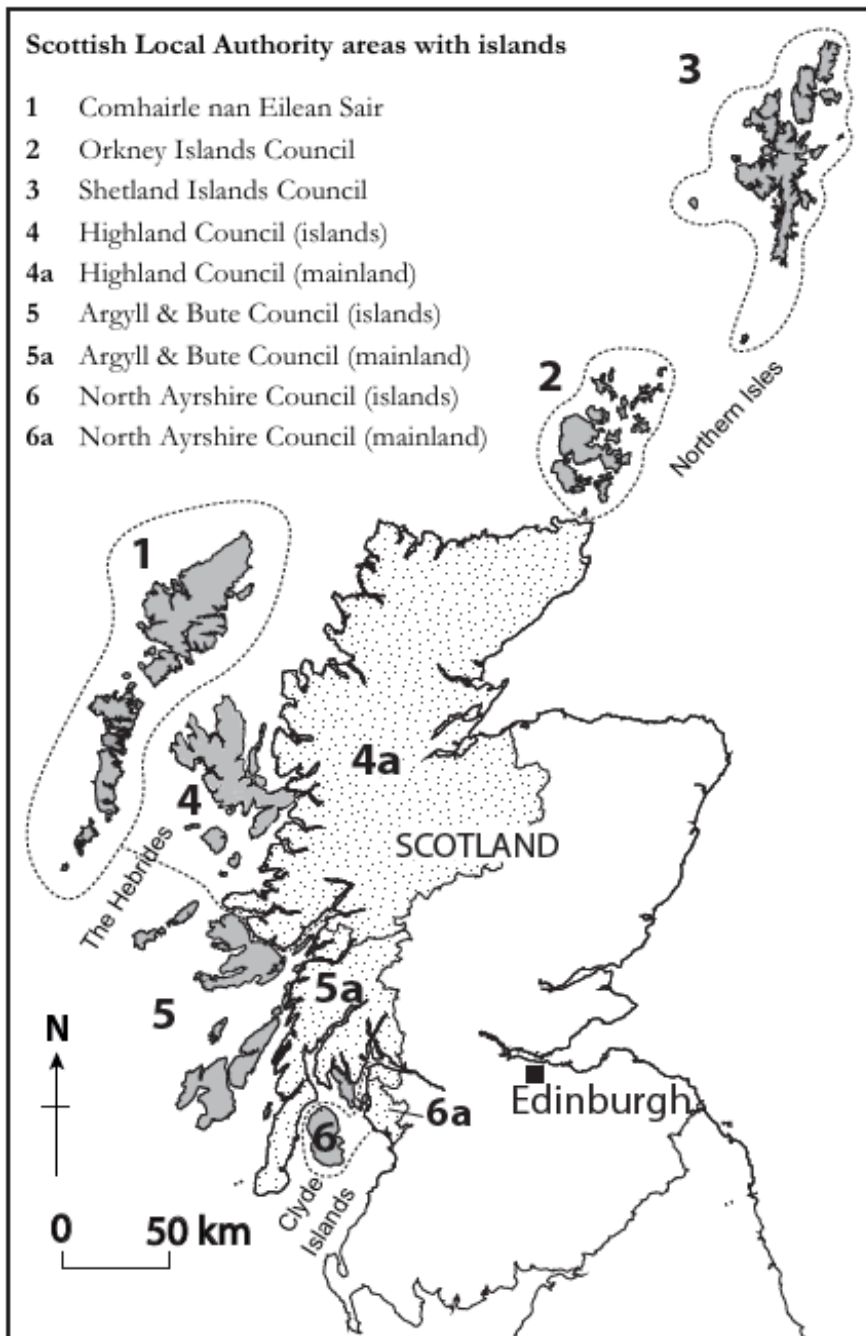 Scottish Local Authority areas with islands
1 Comhairle nan Eilean Sair
2 Orkney Islands Council
3 Shetland Islands Council
4 Highland Council (islands)
4a Highland Council (mainland)
5 Argyll & Bute Council (islands)
5a Argyll & Bute Council (mainland)
6 North Ayrshire Council (islands)
6a North Ayrshire Council (mainland)
3
2
Northern Isles
1
4a
4
SCOTLAND
The Hebrides
5a
5
N
Edinburgh
6a
6
Clyde
Islands
0 50 km